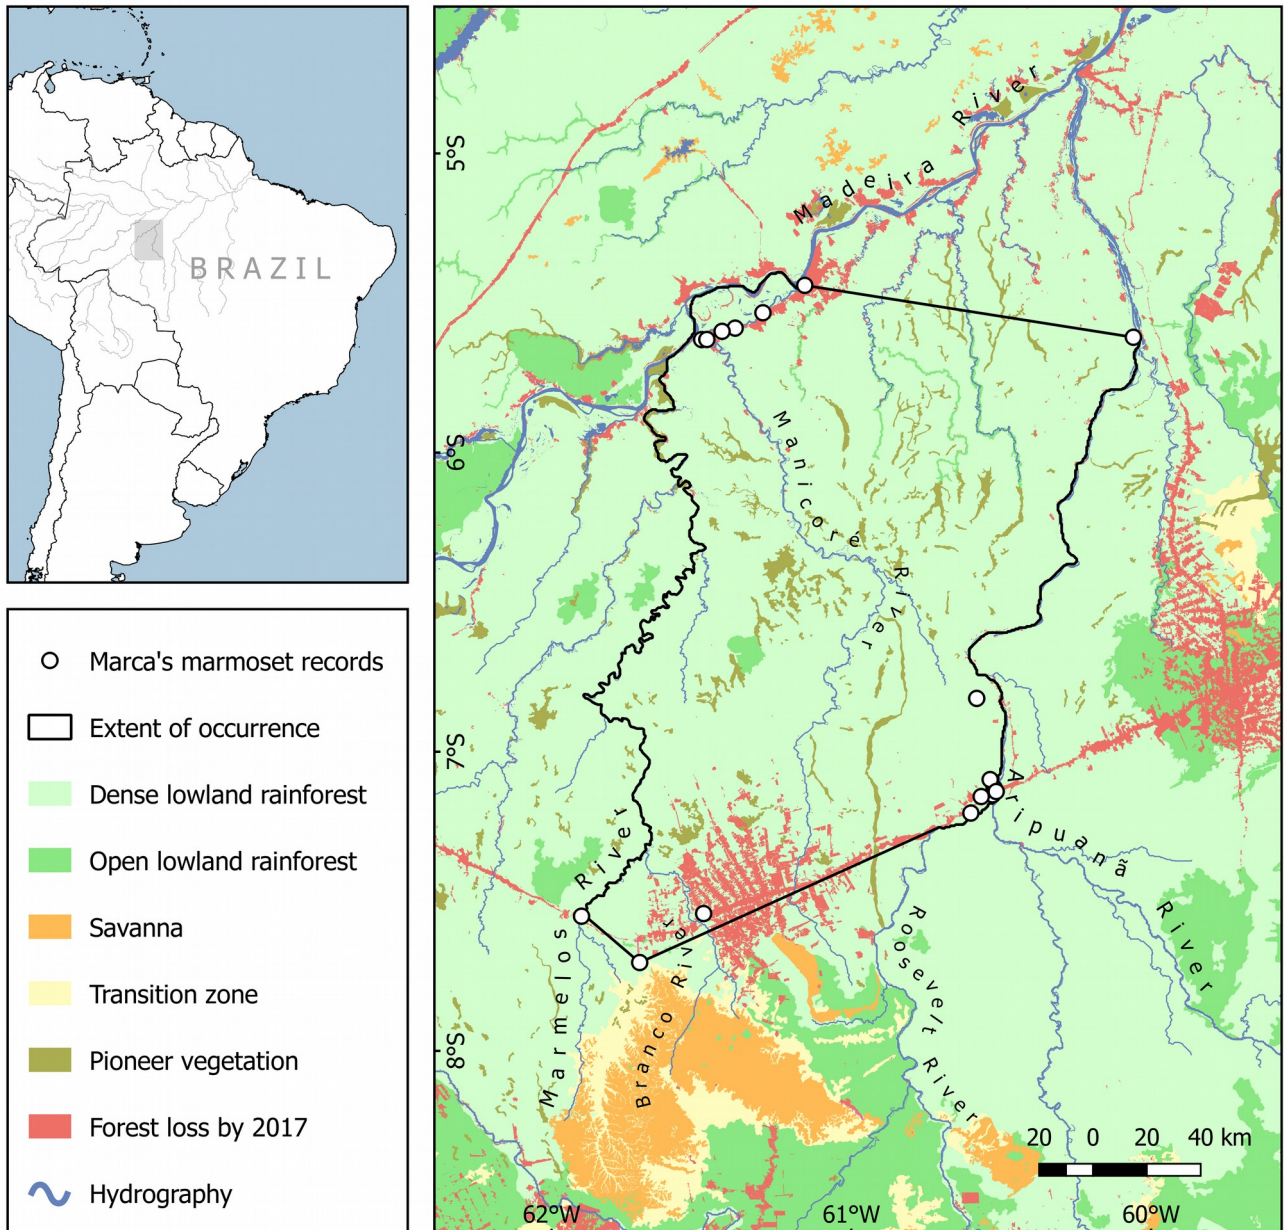 BRAZIL
Marca's marmoset records
Extent of occurrence
Dense lowland rainforest
Open lowland rainforest
Savanna
Transition zone
Pioneer vegetation
Forest loss by 2017
Hydrography
Madeira River
5°S
6°S
7°S
8°S
Manicoré River
Marmelos River
Branco River
Aripuanã River
Roosevelt River
20 0 20 40 km
62°W 61°W 60°W